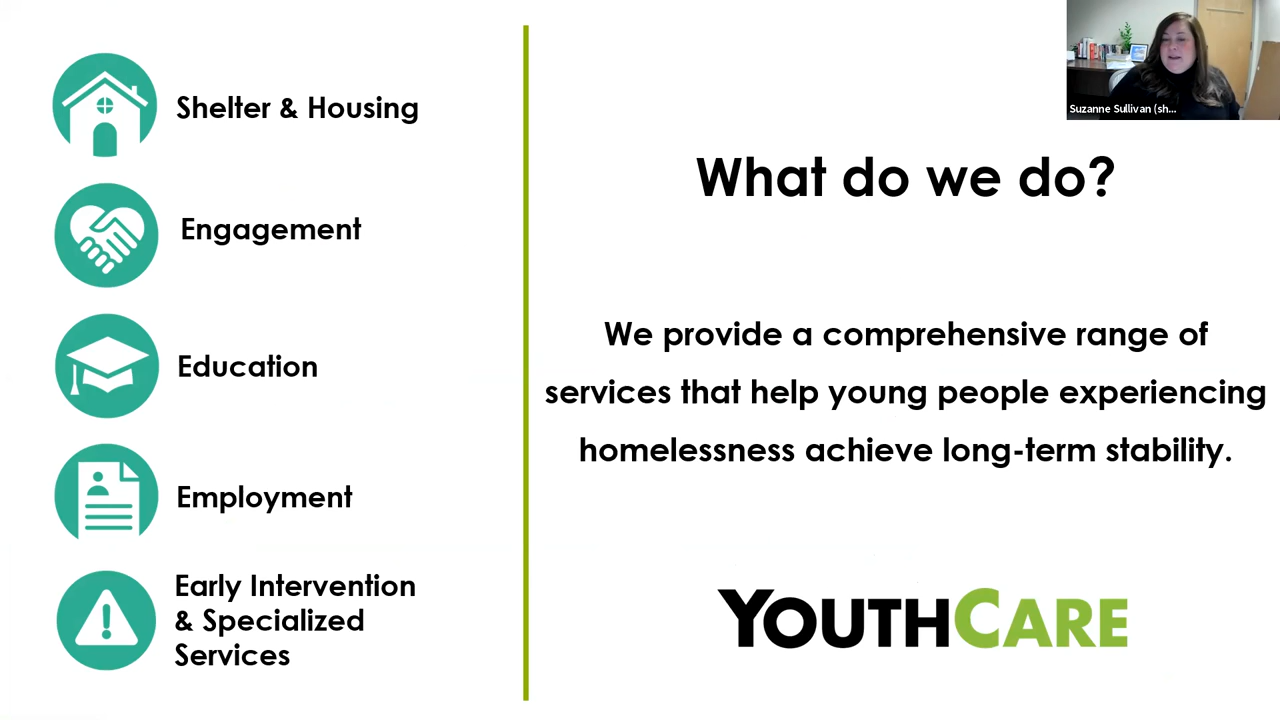 Shelter & Housing
Engagement
Education
Employment
Early Intervention
& Specialized
Services
Suzanne Sullivan (sh...
What do we do?
We provide a comprehensive range of
services that help young people experiencing
homelessness achieve long-term stability.
YOUTHCARE